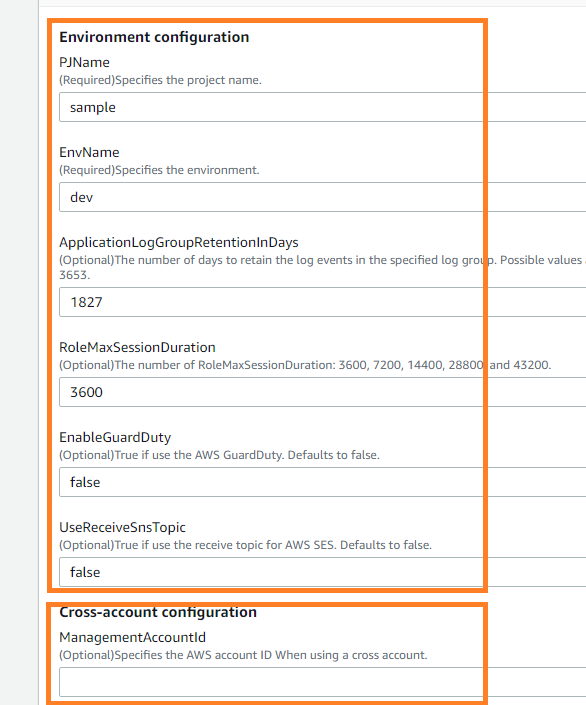 Environment configuration
PJName
(Required)Specifies the project name.
sample
EnvName
(Required)Specifies the environment.
dev
ApplicationLogGroupRetentionInDays
(Optional)The number of days to retain the log events in the specified log group. Possible values
3653.
1827
RoleMaxSessionDuration
(Optional)The number of RoleMaxSessionDuration: 3600, 7200, 14400, 28800 and 43200.
3600
EnableGuardDuty
(Optional)True if use the AWS GuardDuty. Defaults to false.
false
UseReceiveSnsTopic
(Optional)True if use the receive topic for AWS SES. Defaults to false.
false
Cross-account configuration
ManagementAccountId
(Optional)Specifies the AWS account ID When using a cross account.